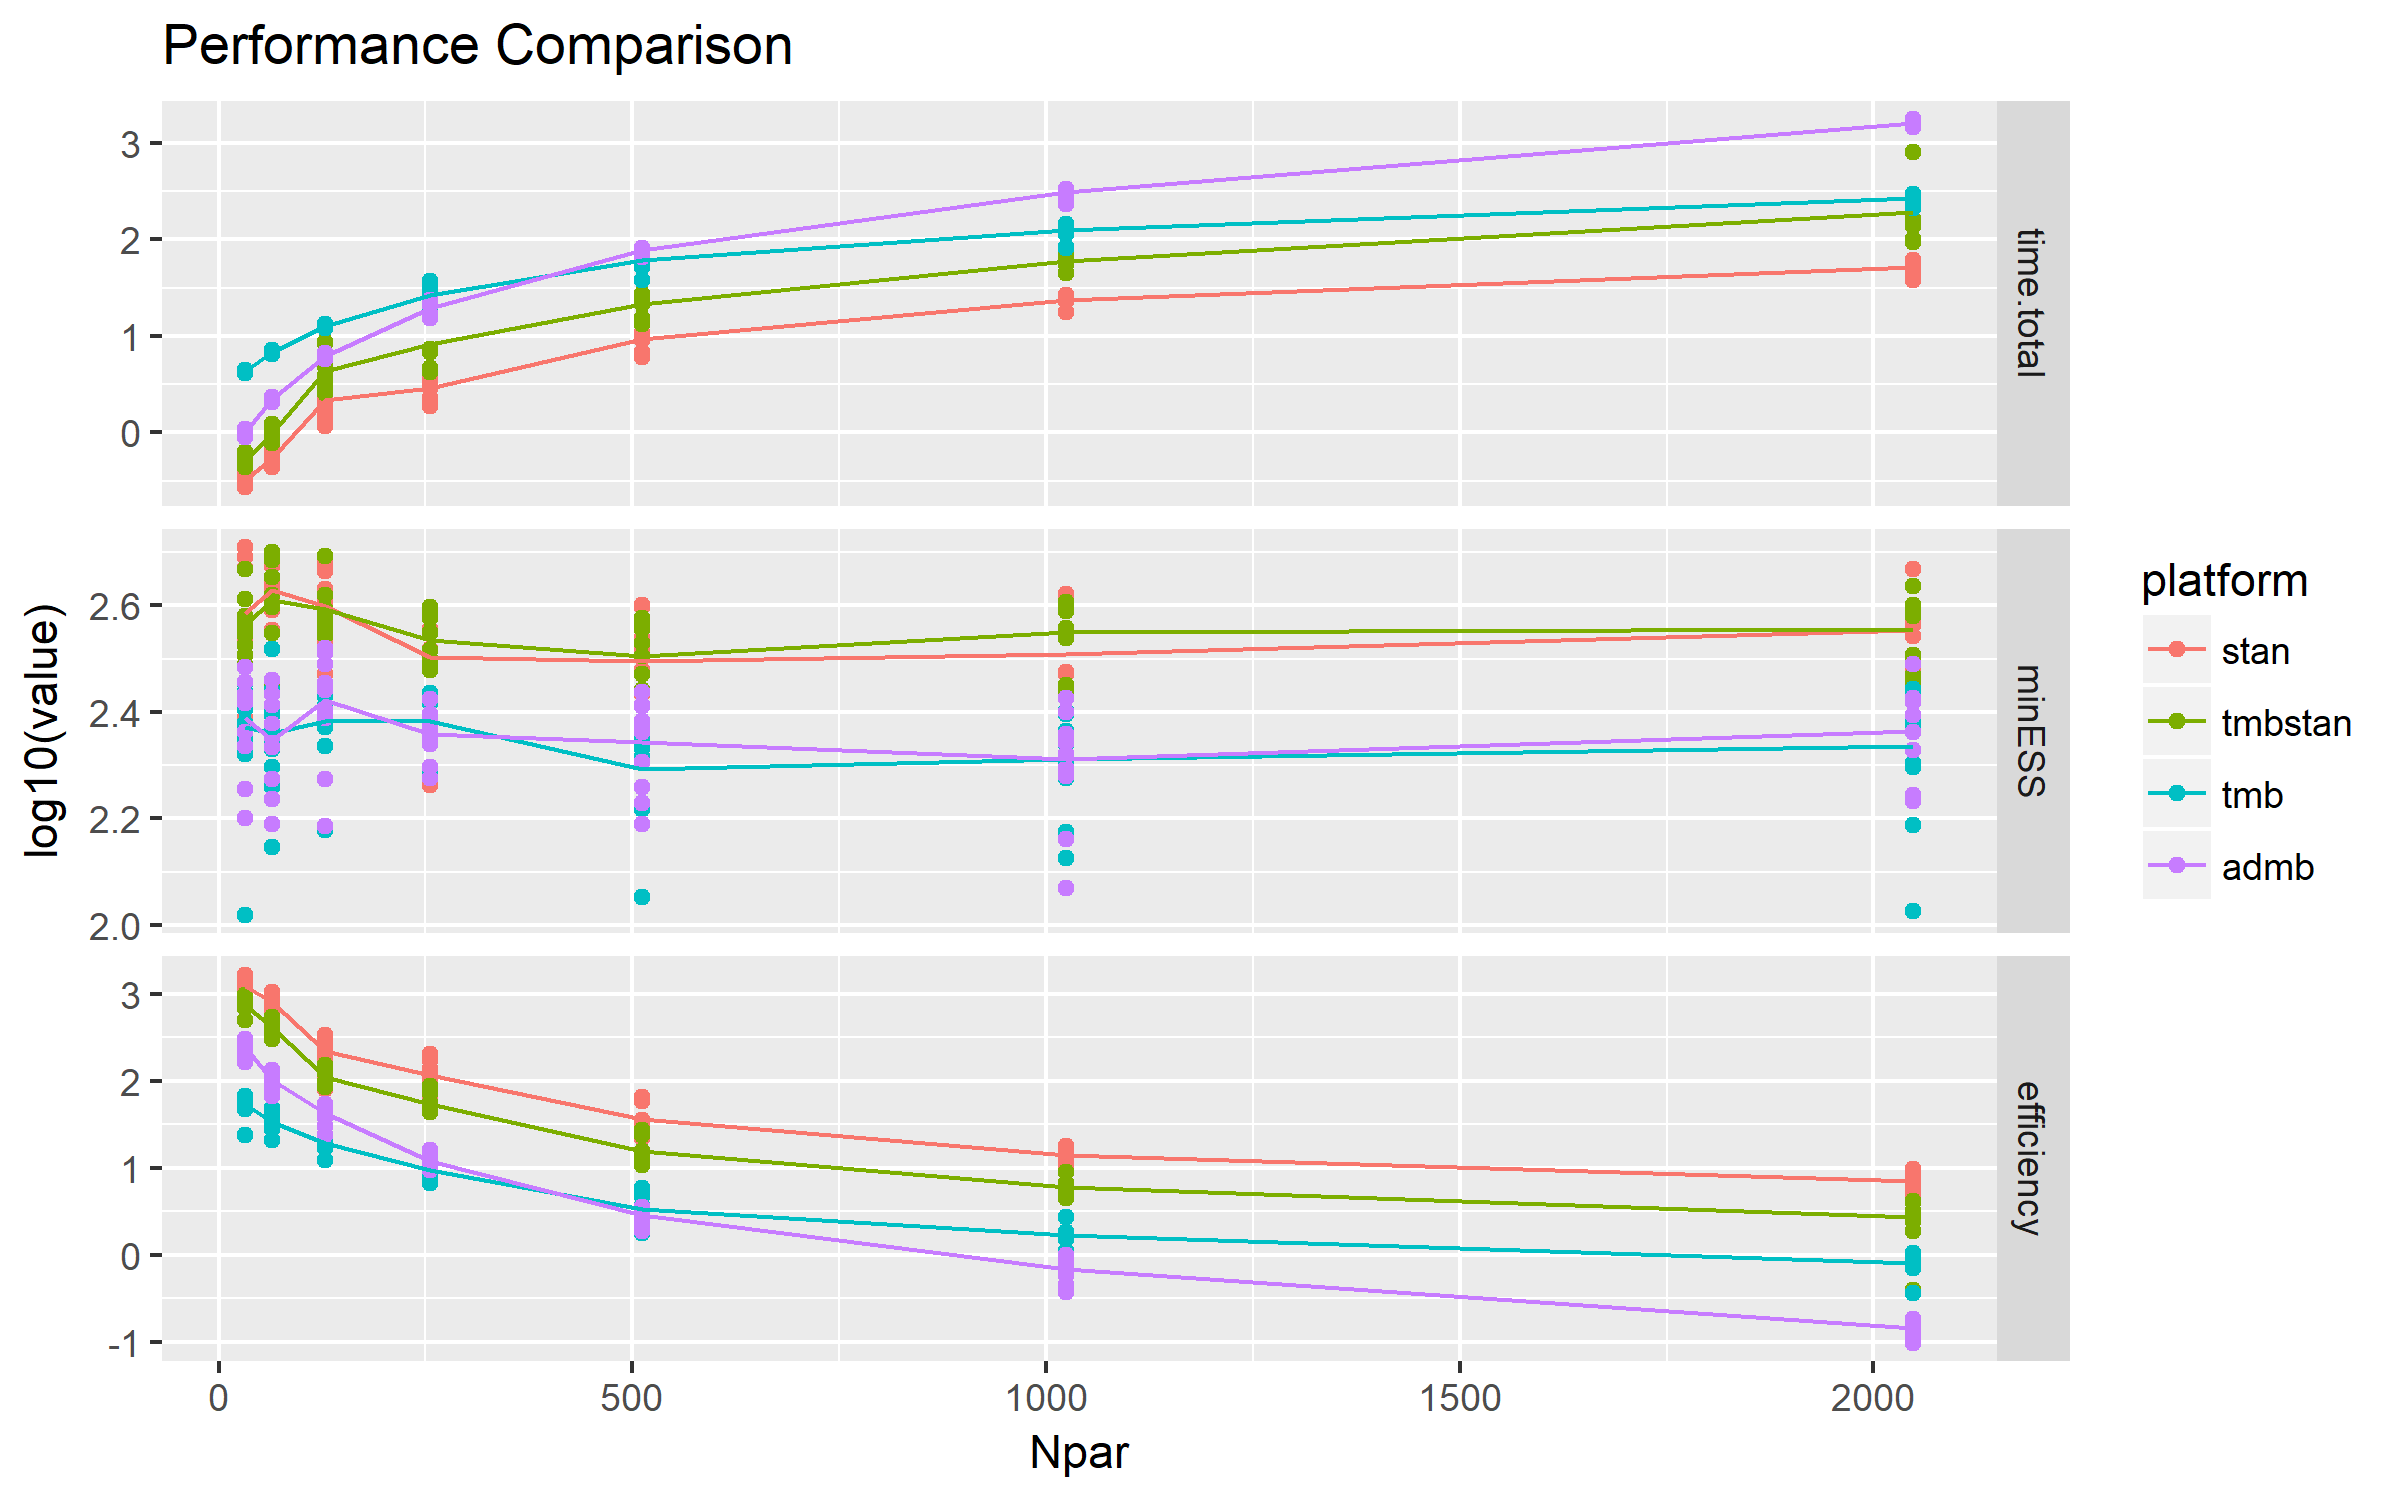 Performance Comparison
3
2
1
0
time.total
2.6
2.4
2.2
2.0
minESS
3
2
1
0
-1
efficiency
log10(value)
0 500 1000 1500 2000
Npar
platform
stan
tmbstan
tmb
admb